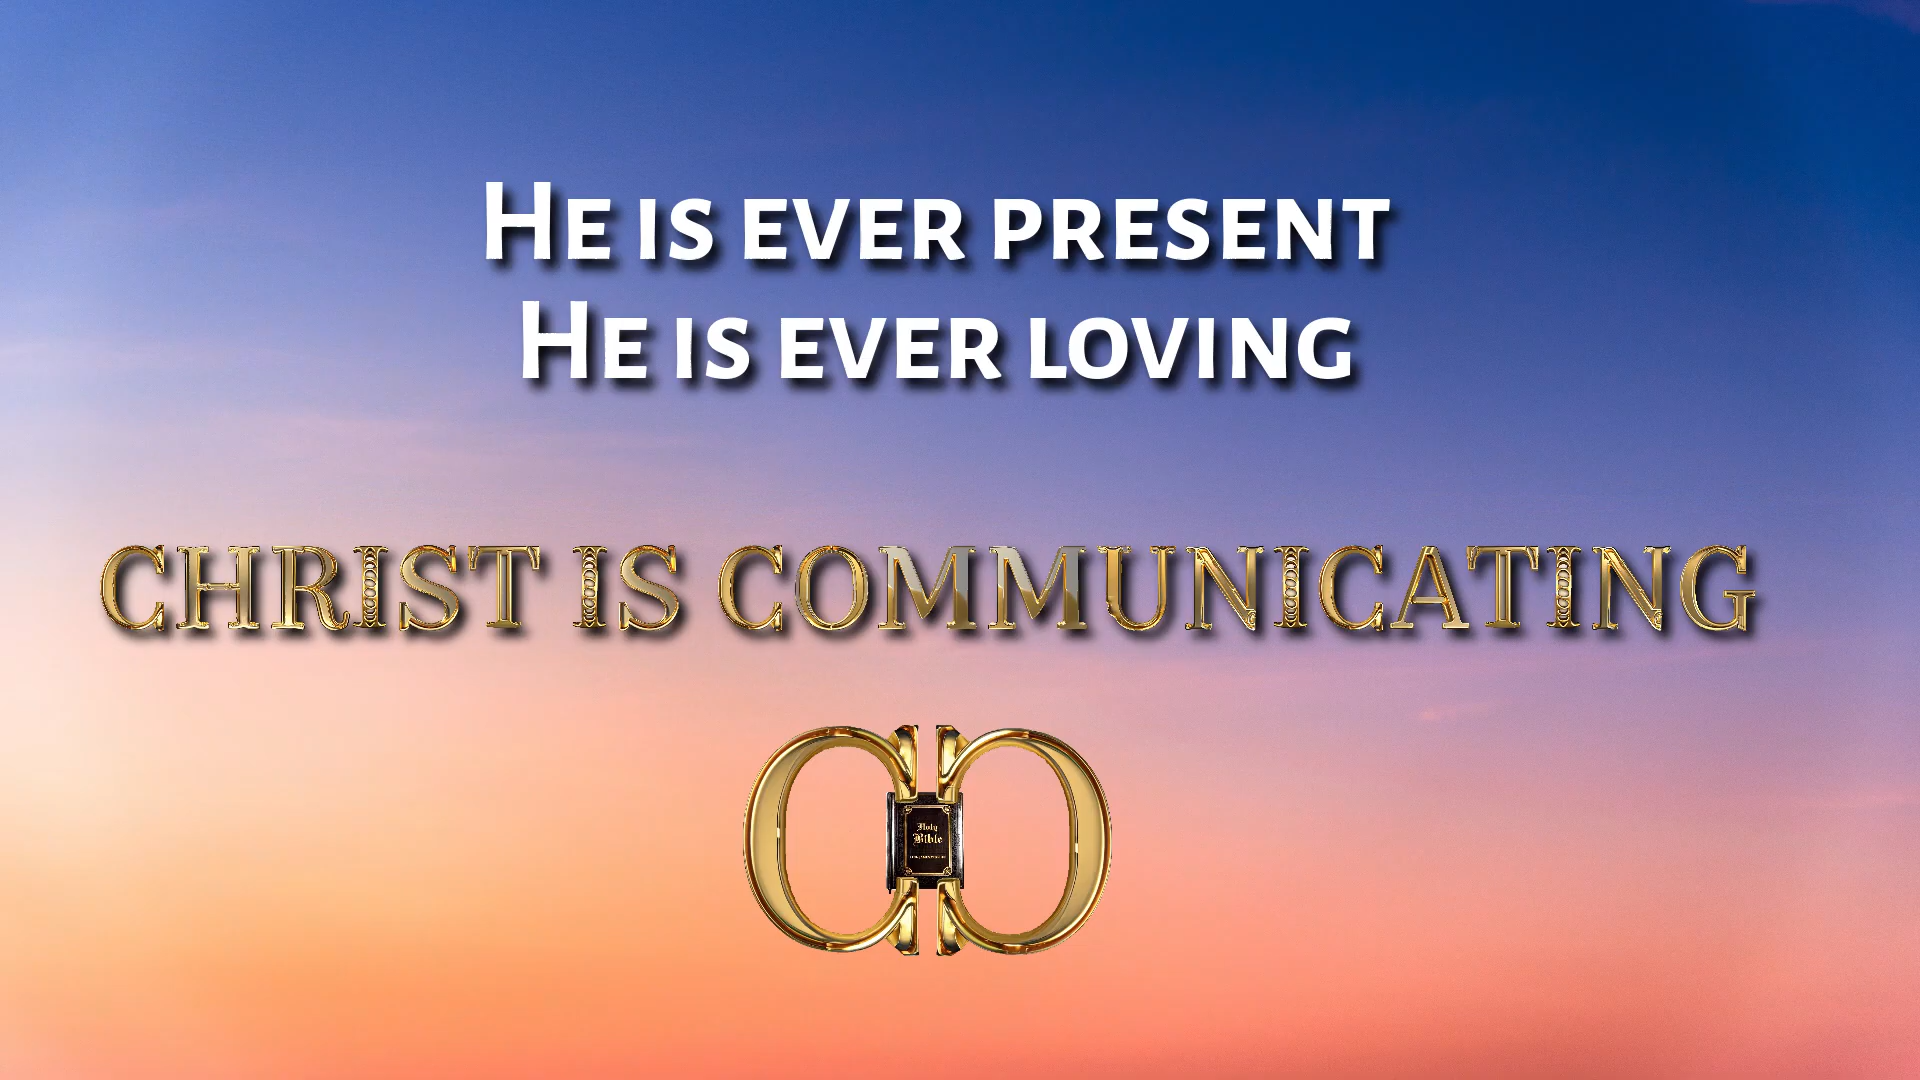 He is ever present
He is ever loving
CHRIST IS COMMUNICATING
Holy
Bible